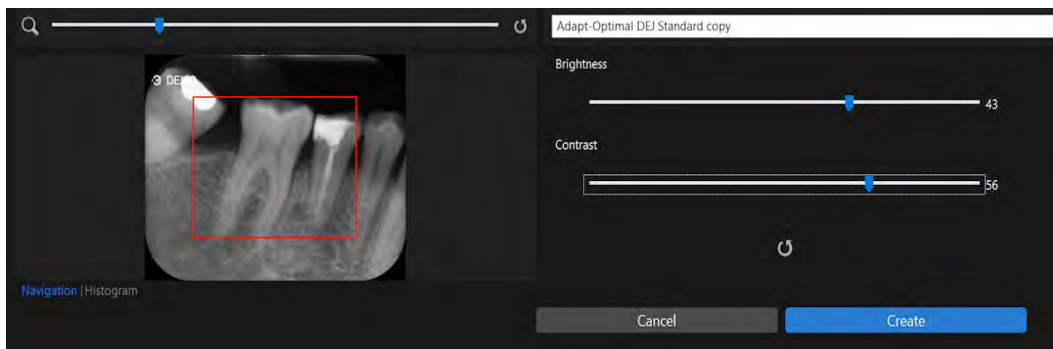 Adapt-Optimal DEJ Standard copy
Brightness
43
Contrast
56
Navigation | Histogram
Cancel
Create